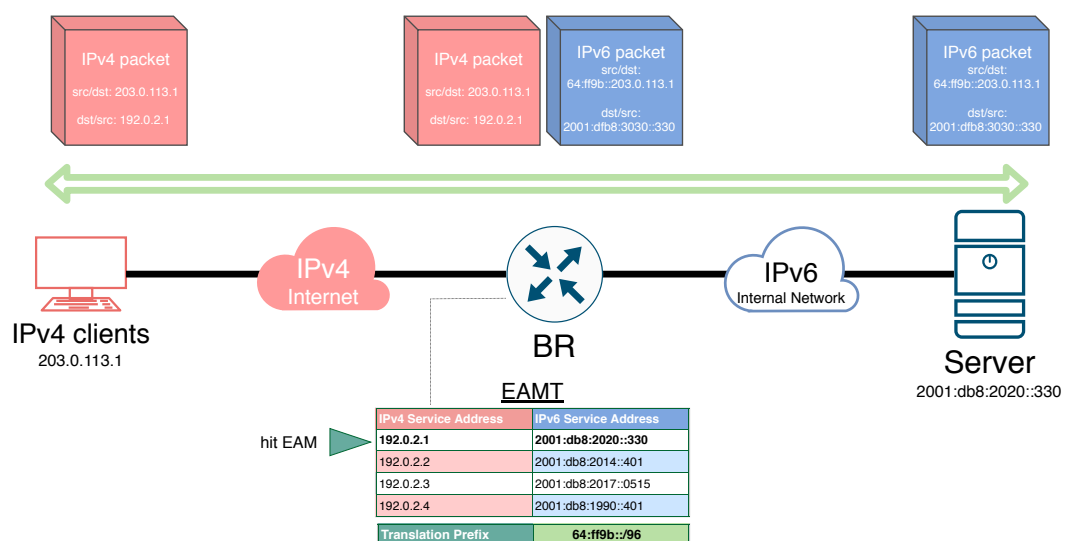 IPv4 packet
src/dst: 203.0.113.1
dst/src: 192.0.2.1
IPv4 packet
src/dst: 203.0.113.1
dst/src: 192.0.2.1
IPv6 packet
src/dst:
64:ff9b::203.0.113.1
dst/src:
2001:dfb8:3030::330
IPv6 packet
src/dst:
64:ff9b::203.0.113.1
dst/src:
2001:dfb8:3030::330
IPv4 clients
203.0.113.1
IPv4
Internet
BR
IPv6
Internal Network
Server
2001:db8:2020::330
EAMT
hit EAM
IPv4 Service Address IPv6 Service Address
192.0.2.1 2001:db8:2020::330
192.0.2.2 2001:db8:2014::401
192.0.2.3 2001:db8:2017::0515
192.0.2.4 2001:db8:1990::401
Translation Prefix 64:ff9b::/96